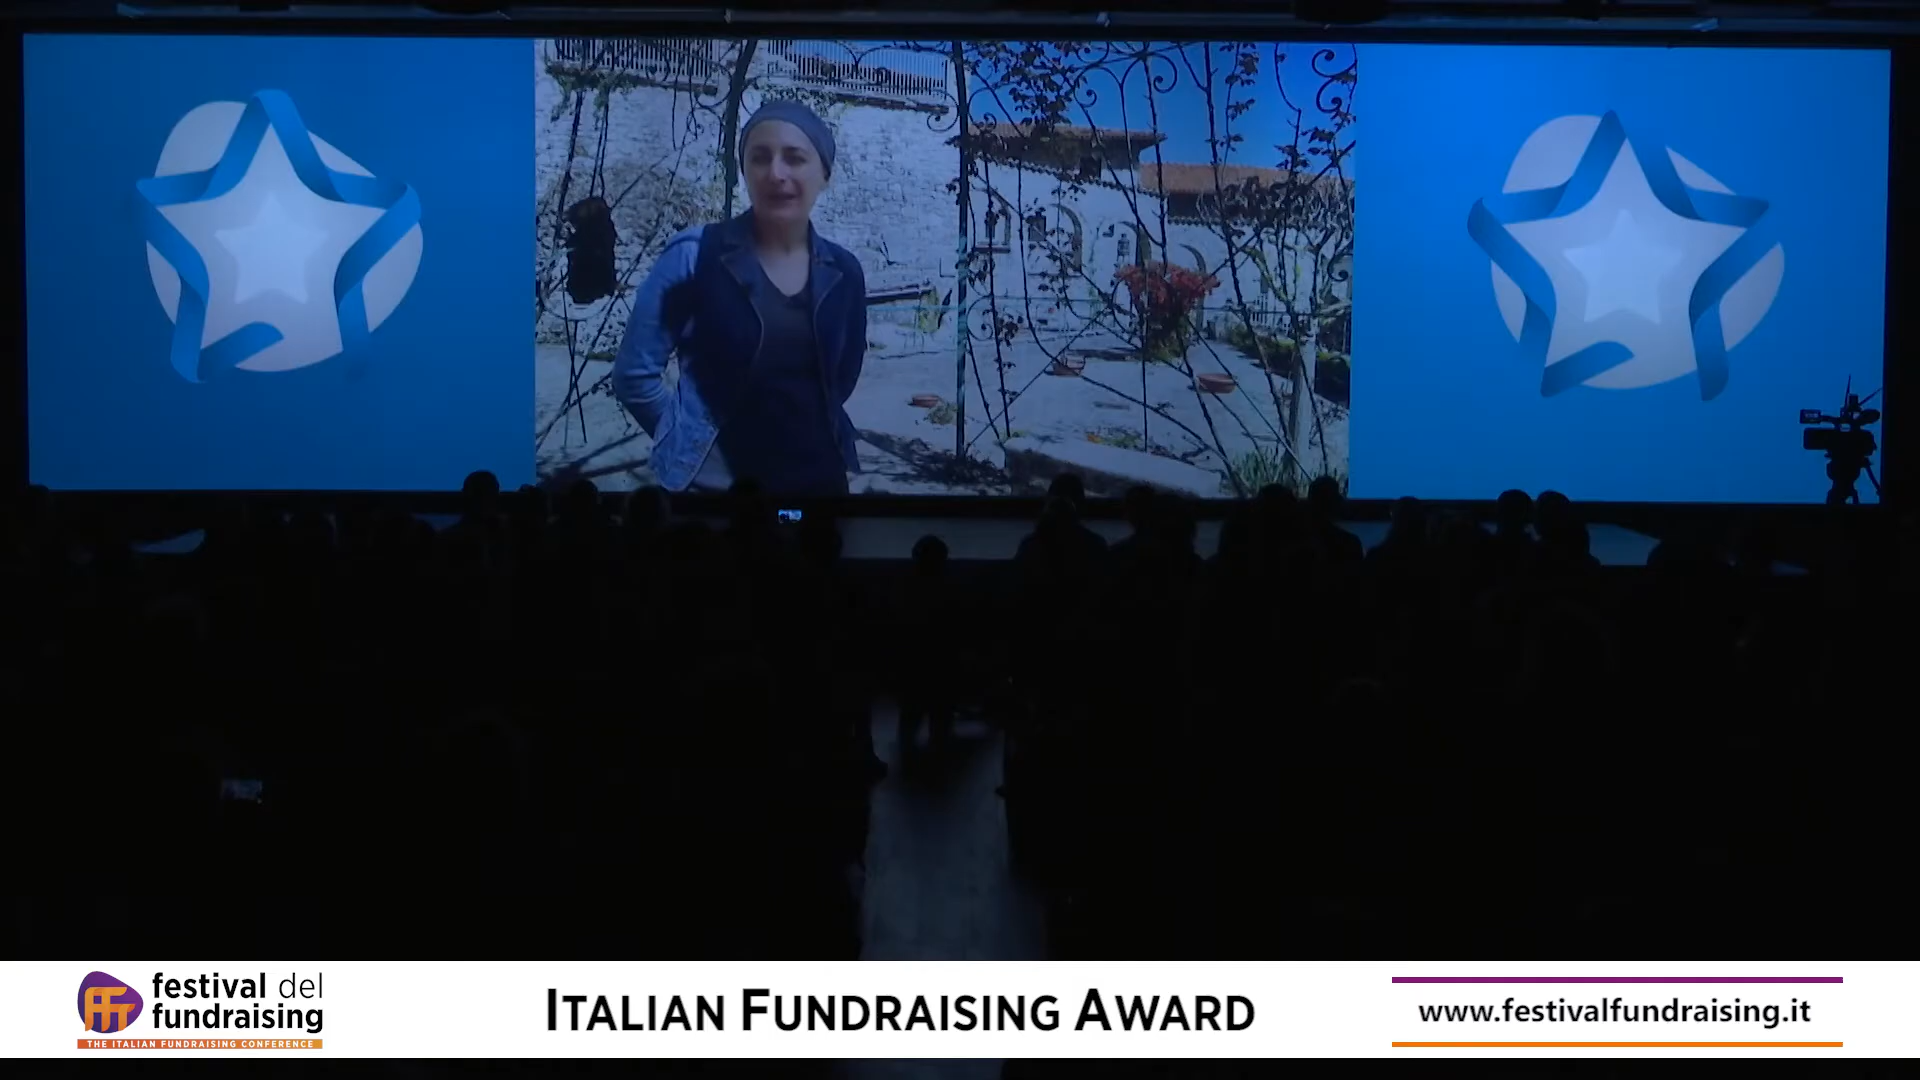 festival del
fundraising
THE ITALIAN FUNDRAISING CONFERENCE
ITALIAN FUNDRAISING AWARD
www.festivalfundraising.it